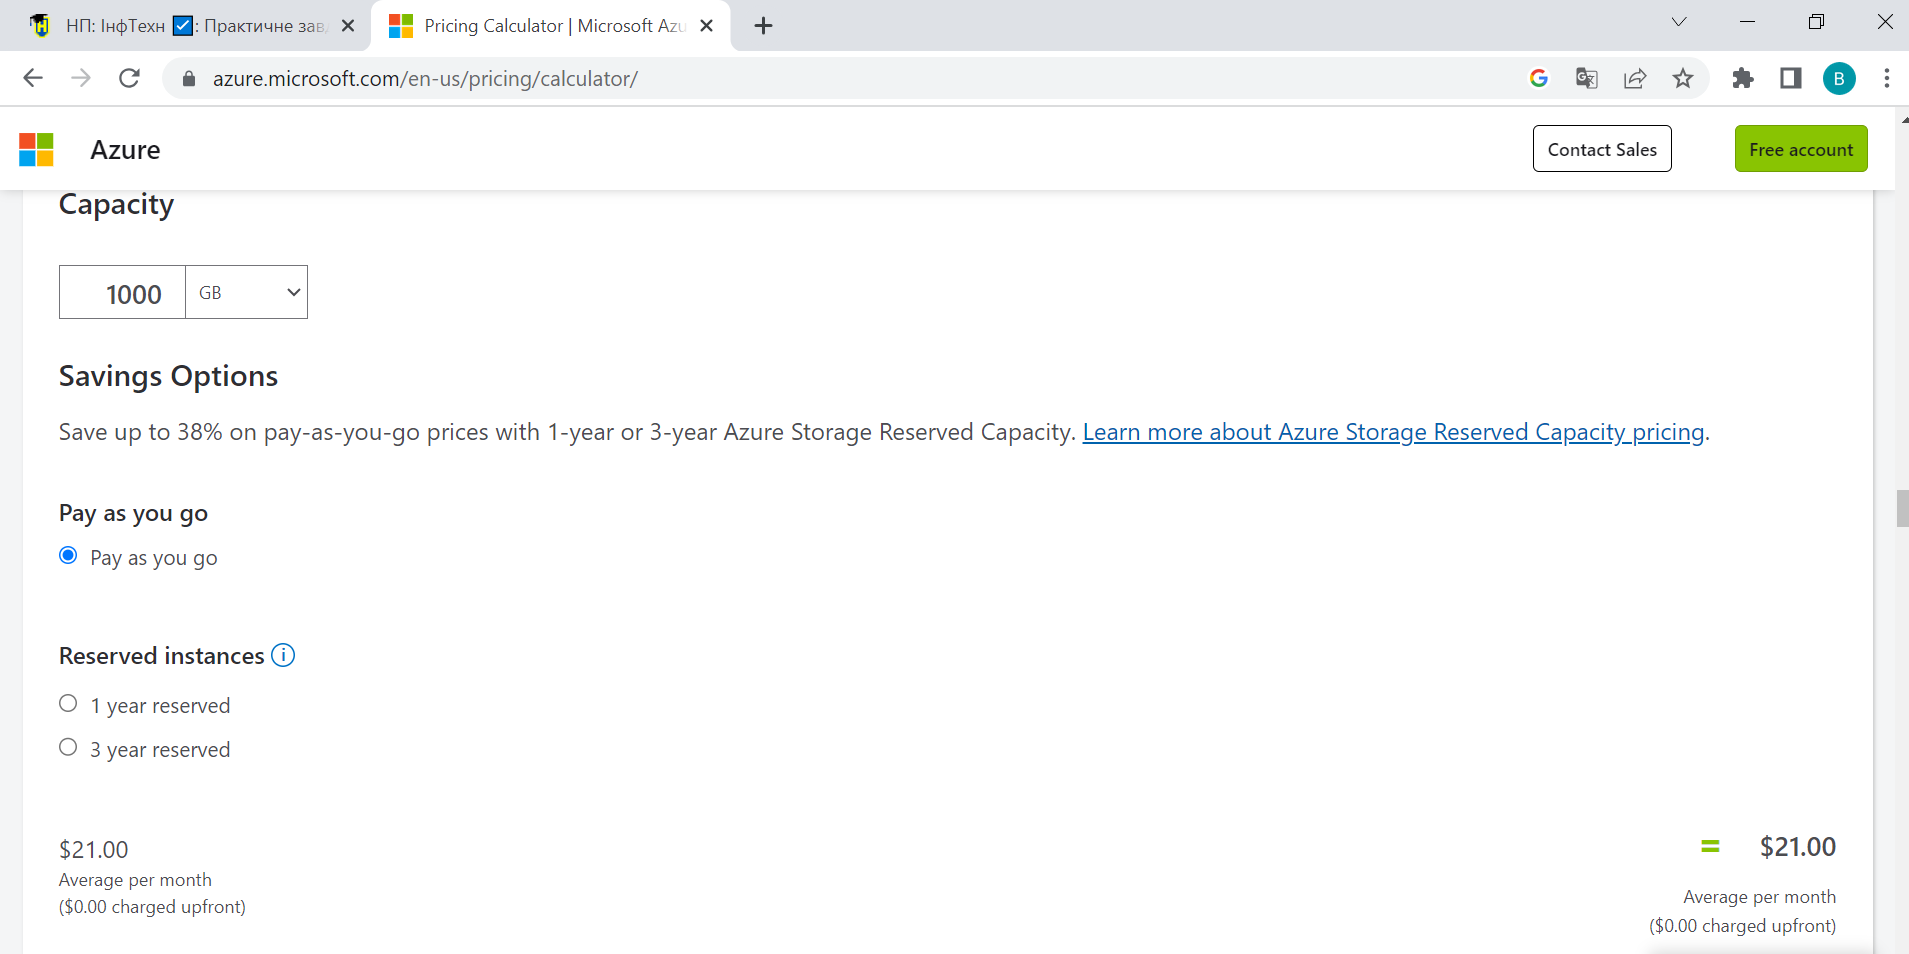 НП: ІнфТехн ☑: Практичне зав
Pricing Calculator | Microsoft Azu
azure.microsoft.com/en-us/pricing/calculator/
B
Azure
Contact Sales
Free account
Capacity
1000 GB
Savings Options
Save up to 38% on pay-as-you-go prices with 1-year or 3-year Azure Storage Reserved Capacity. Learn more about Azure Storage Reserved Capacity pricing.
Pay as you go
Pay as you go
Reserved instances
1 year reserved
3 year reserved
$21.00
Average per month
($0.00 charged upfront)
= $21.00
Average per month
($0.00 charged upfront)